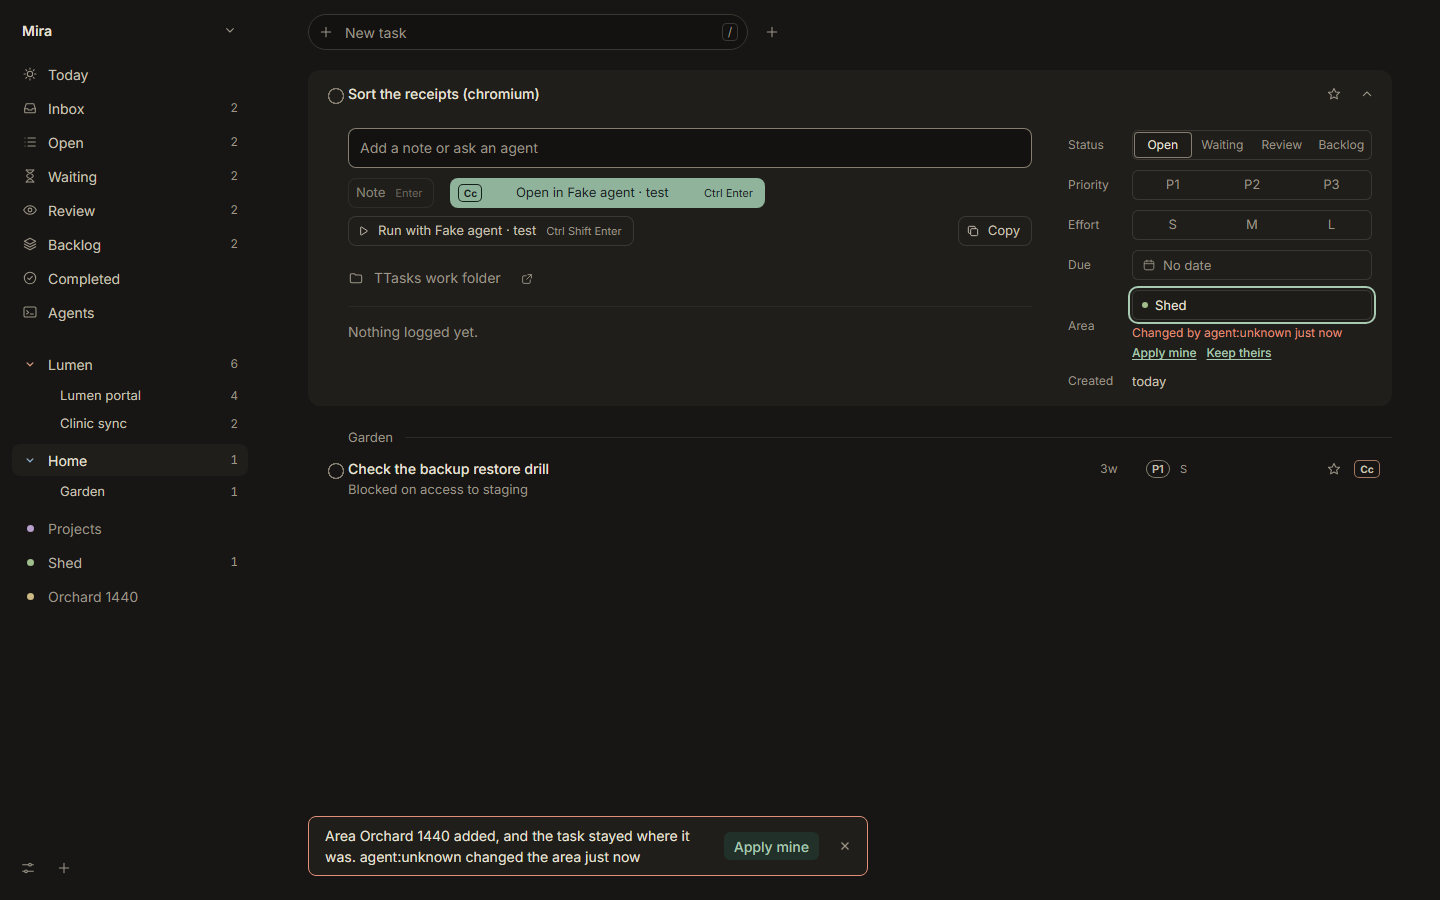 Mira
Today
Inbox 2
Open 2
Waiting 2
Review 2
Backlog 2
Completed
Agents
Lumen 6
Lumen portal 4
Clinic sync 2
Home 1
Garden 1
Projects
Shed 1
Orchard 1440
New task /
Sort the receipts (chromium)
Add a note or ask an agent
Note Enter
Cc Open in Fake agent · test Ctrl Enter
Run with Fake agent · test Ctrl Shift Enter
Copy
TTasks work folder
Nothing logged yet.
Status Open Waiting Review Backlog
Priority P1 P2 P3
Effort S M L
Due No date
Area Shed
Changed by agent:unknown just now
Apply mine Keep theirs
Created today
Garden
Check the backup restore drill 3w P1 S Cc
Blocked on access to staging
Area Orchard 1440 added, and the task stayed where it
was. agent:unknown changed the area just now
Apply mine